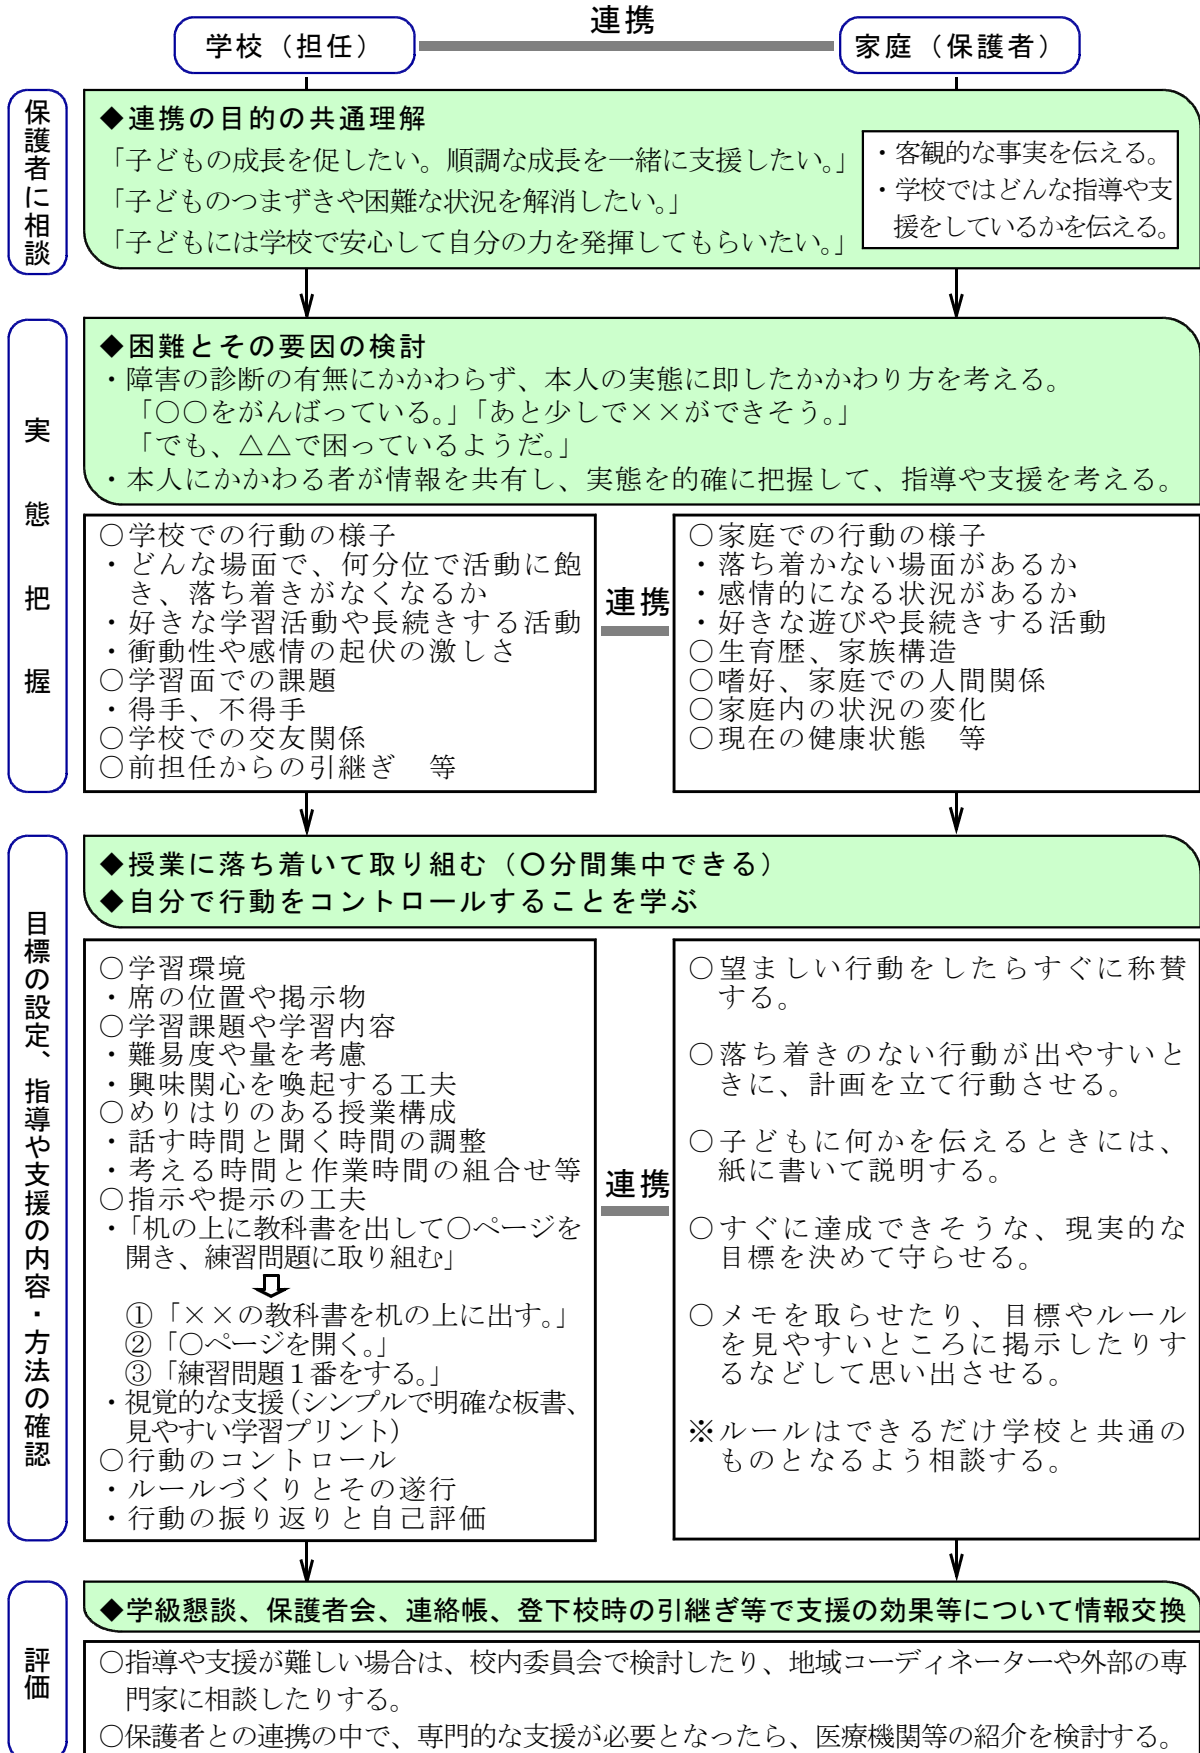 連携
学校（担任）
家庭（保護者）
保護者に相談
◆連携の目的の共通理解
「子どもの成長を促したい。順調な成長を一緒に支援したい。」
「子どものつまずきや困難な状況を解消したい。」
「子どもには学校で安心して自分の力を発揮してもらいたい。」
・客観的な事実を伝える。
・学校ではどんな指導や支
援をしているかを伝える。
実態把握
◆困難とその要因の検討
・障害の診断の有無にかかわらず、本人の実態に即したかかわり方を考える。
「○○をがんばっている。」「あと少しで××ができそう。」
「でも、△△で困っているようだ。」
・本人にかかわる者が情報を共有し、実態を的確に把握して、指導や支援を考える。
○学校での行動の様子
・どんな場面で、何分位で活動に飽
き、落ち着きがなくなるか
・好きな学習活動や長続きする活動
・衝動性や感情の起伏の激しさ
○学習面での課題
・得手、不得手
○学校での交友関係
○前担任からの引継ぎ　等
連携
○家庭での行動の様子
・落ち着かない場面があるか
・感情的になる状況があるか
・好きな遊びや長続きする活動
○生育歴、家族構造
○嗜好、家庭での人間関係
○家庭内の状況の変化
○現在の健康状態　等
目標の設定、指導や支援の内容・方法の確認
◆授業に落ち着いて取り組む（○分間集中できる）
◆自分で行動をコントロールすることを学ぶ
○学習環境
・席の位置や掲示物
○学習課題や学習内容
・難易度や量を考慮
・興味関心を喚起する工夫
○めりはりのある授業構成
・話す時間と聞く時間の調整
・考える時間と作業時間の組合せ等
○指示や提示の工夫
・「机の上に教科書を出して○ページを
開き、練習問題に取り組む」
①「××の教科書を机の上に出す。」
②「○ページを開く。」
③「練習問題１番をする。」
・視覚的な支援（シンプルで明確な板書、
見やすい学習プリント）
○行動のコントロール
・ルールづくりとその遂行
・行動の振り返りと自己評価
連携
○望ましい行動をしたらすぐに称賛
する。
○落ち着きのない行動が出やすいと
きに、計画を立て行動させる。
○子どもに何かを伝えるときには、
紙に書いて説明する。
○すぐに達成できそうな、現実的な
目標を決めて守らせる。
○メモを取らせたり、目標やルール
を見やすいところに掲示したりす
るなどして思い出させる。
※ルールはできるだけ学校と共通の
ものとなるよう相談する。
評価
◆学級懇談、保護者会、連絡帳、登下校時の引継ぎ等で支援の効果等について情報交換
○指導や支援が難しい場合は、校内委員会で検討したり、地域コーディネーターや外部の専
門家に相談したりする。
○保護者との連携の中で、専門的な支援が必要となったら、医療機関等の紹介を検討する。